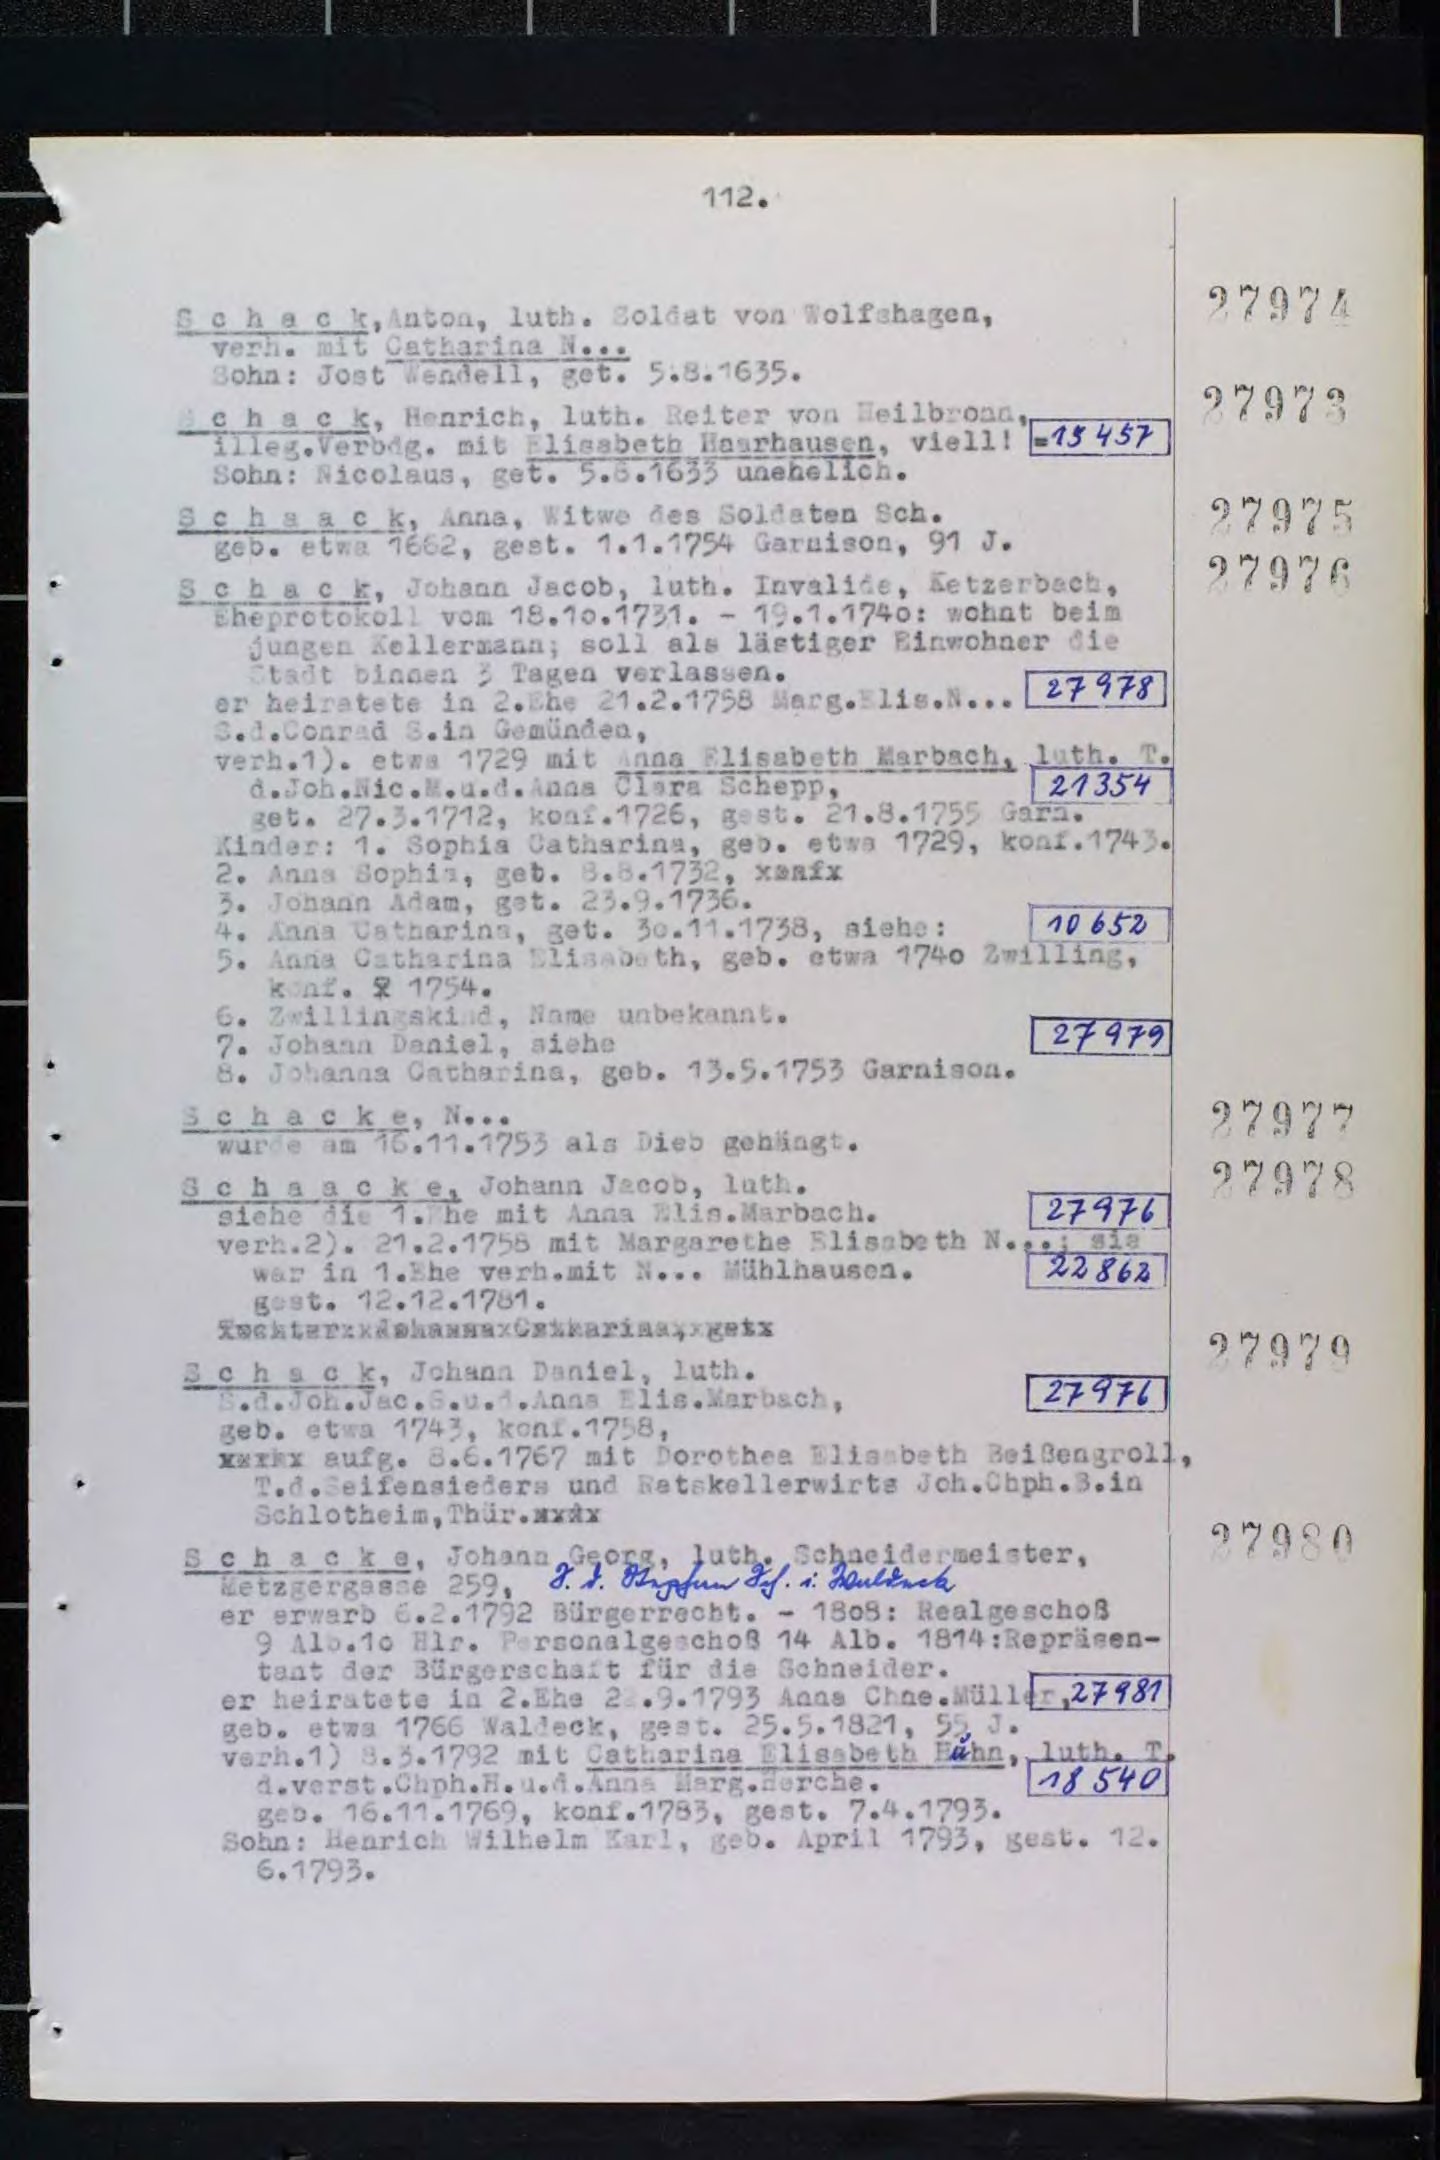 112.
S c h a c k, Anton, luth. Soldat von Wolfshagen, 27974
verh. mit Catharina N...
Sohn: Jost Wendell, get. 5.8.1635.
S c h a c k, Henrich, luth. Reiter von Heilbronn, 27973
illeg.Verbdg. mit Elisabeth Haarhausen, viell! =15457
Sohn: Nicolaus, get. 5.6.1633 unehelich.
S c h a a c k, Anna, Witwe des Soldaten Sch. 27975
geb. etwa 1662, gest. 1.1.1754 Garnison, 91 J.
S c h a c k, Johann Jacob, luth. Invalide, Ketzerbach, 27976
Eheprotokoll vom 18.10.1731. - 19.1.1740: wohnt beim
jungen Kellermann; soll als lästiger Einwohner die
Stadt binnen 3 Tagen verlassen.
er heiratete in 2.Ehe 21.2.1758 Marg.Elis.N... 27978
S.d.Conrad S.in Gemünden,
verh.1). etwa 1729 mit Anna Elisabeth Marbach, luth. T.
d.Joh.Nic.M.u.d.Anna Clara Schepp, 21354
get. 27.3.1712, konf.1726, gest. 21.8.1755 Garn.
Kinder: 1. Sophia Catharina, geb. etwa 1729, konf.1743.
2. Anna Sophia, geb. 8.8.1732, xxnfx
3. Johann Adam, get. 23.9.1736.
4. Anna Catharina, get. 30.11.1738, siehe: 10652
5. Anna Catharina Elisabeth, geb. etwa 1740 Zwilling,
konf. 1754.
6. Zwillingskind, Name unbekannt.
7. Johann Daniel, siehe 27979
8. Johanna Catharina, geb. 13.5.1753 Garnison.
S c h a c k e, N... 27977
wurde am 16.11.1753 als Dieb gehängt.
S c h a a c k e, Johann Jacob, luth. 27978
siehe die 1.Ehe mit Anna Elis.Marbach. 27976
verh.2). 21.2.1758 mit Margarethe Elisabeth N...; sie
war in 1.Ehe verh.mit N... Mühlhausen. 22862
gest. 12.12.1781.
Tochter: Johanna Catharina, get.
S c h a c k, Johann Daniel, luth. 27979
S.d.Joh.Jac.S.u.d.Anna Elis.Marbach, 27976
geb. etwa 1743, konf.1758,
aufg. 8.6.1767 mit Dorothea Elisabeth Beißengroll,
T.d.Seifensieders und Ratskellerwirts Joh.Chph.B.in
Schlotheim,Thür.
S c h a c k e, Johann Georg, luth. Schneidermeister, 27980
Metzgergasse 259, S. d. Stephan Sch. i. Waldeck
er erwarb 6.2.1792 Bürgerrecht. - 1808: Realgeschoß
9 Alb.10 Hlr. Personalgeschoß 14 Alb. 1814:Repräsen-
tant der Bürgerschaft für die Schneider.
er heiratete in 2.Ehe .9.1793 Anna Chne.Müller, 27981
geb. etwa 1766 Waldeck, gest. 25.5.1821, 55 J.
verh.1) 8.3.1792 mit Catharina Elisabeth Hühn, luth. T.
d.verst.Chph.H.u.d.Anna Marg.Herche. 18540
geb. 16.11.1769, konf.1783, gest. 7.4.1793.
Sohn: Henrich Wilhelm Karl, geb. April 1793, gest. 12.
6.1793.